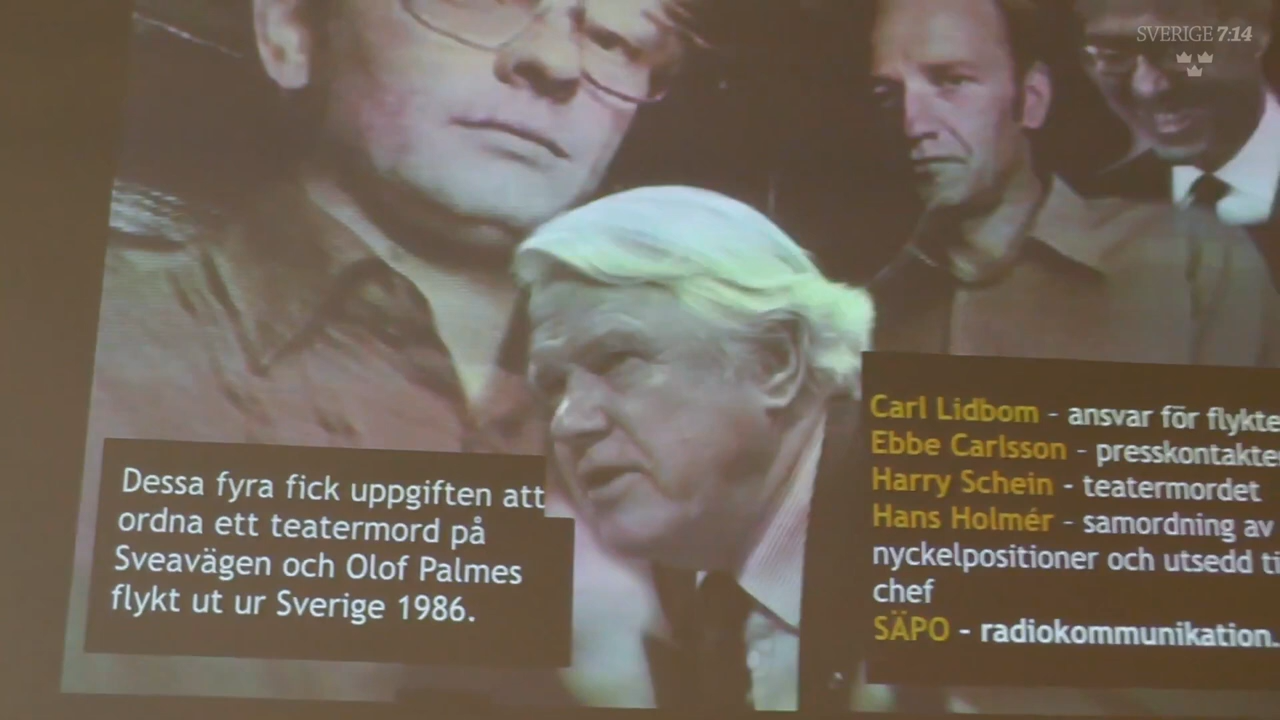 SVERIGE 7:14
Dessa fyra fick uppgiften att
ordna ett teatermord på
Sveavägen och Olof Palmes
flykt ut ur Sverige 1986.
Carl Lidbom - ansvar för flykte
Ebbe Carlsson - presskontakte
Harry Schein - teatermordet
Hans Holmér - samordning av
nyckelpositioner och utsedd ti
chef
SÄPO - radiokommunikation.